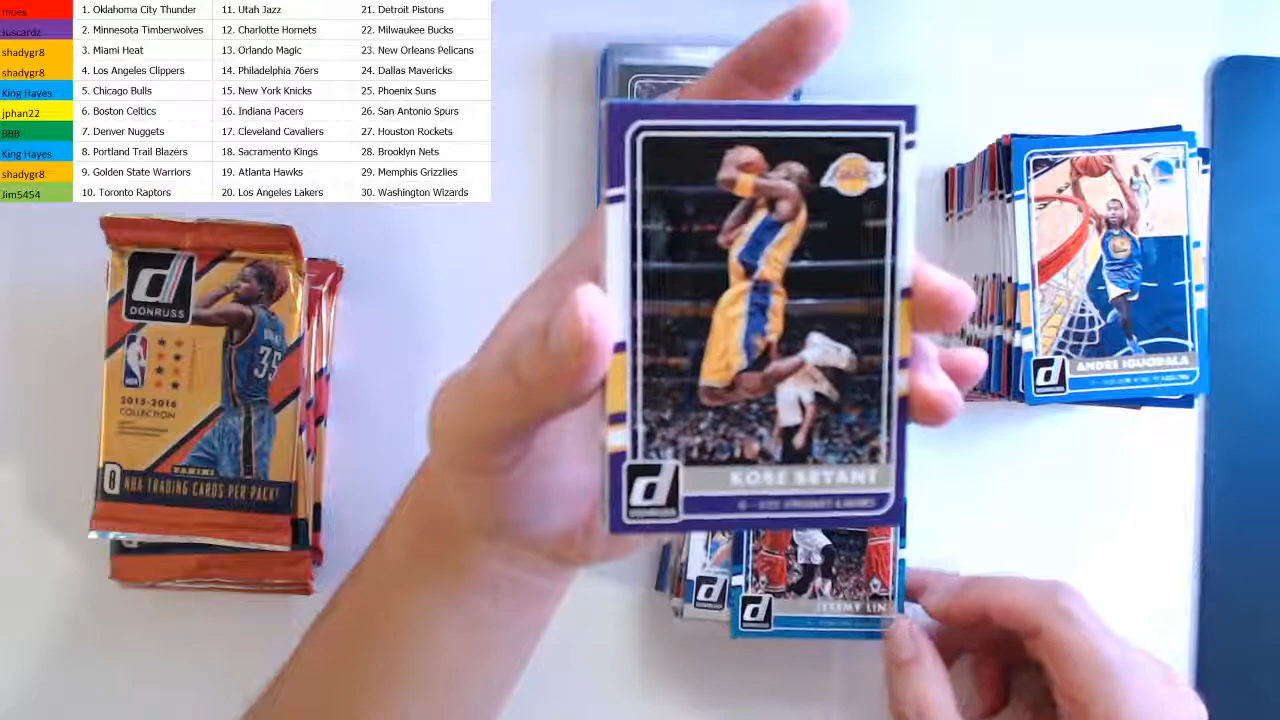 moes 1. Oklahoma City Thunder 11. Utah Jazz 21. Detroit Pistons
Juscardz 2. Minnesota Timberwolves 12. Charlotte Hornets 22. Milwaukee Bucks
shadygr8 3. Miami Heat 13. Orlando Magic 23. New Orleans Pelicans
shadygr8 4. Los Angeles Clippers 14. Philadelphia 76ers 24. Dallas Mavericks
King Hayes 5. Chicago Bulls 15. New York Knicks 25. Phoenix Suns
jphan22 6. Boston Celtics 16. Indiana Pacers 26. San Antonio Spurs
BBB 7. Denver Nuggets 17. Cleveland Cavaliers 27. Houston Rockets
King Hayes 8. Portland Trail Blazers 18. Sacramento Kings 28. Brooklyn Nets
shadygr8 9. Golden State Warriors 19. Atlanta Hawks 29. Memphis Grizzlies
Jim5454 10. Toronto Raptors 20. Los Angeles Lakers 30. Washington Wizards
d
DONRUSS
35
NBA
2015-2016
COLLECTION
PANINI
8 NBA TRADING CARDS PER PACK!
LAKERS
KOBE BRYANT
d
DONRUSS
ANDRE IGUODALA
d
d
JEREMY LIN
d